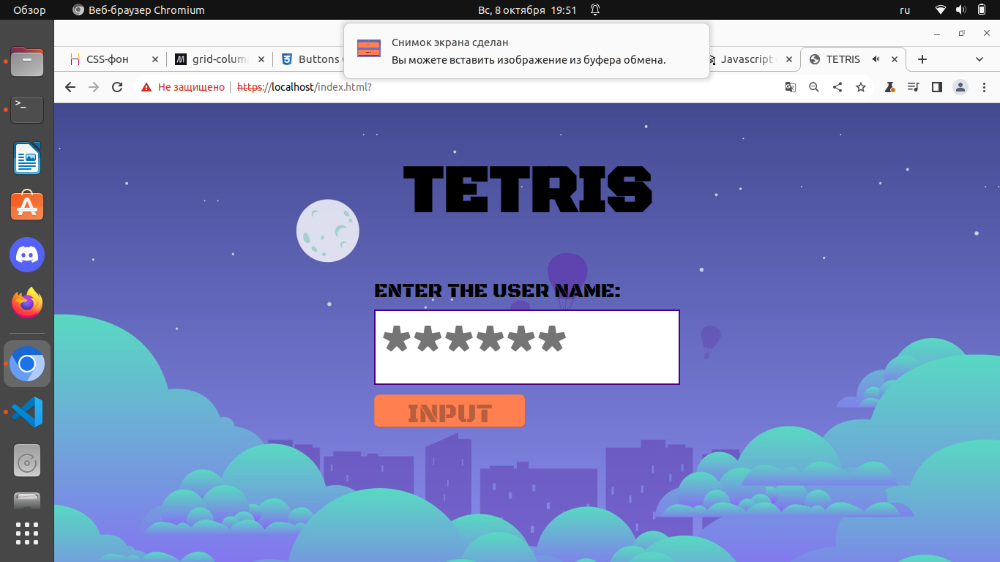 Обзор
Веб-браузер Chromium
Вс, 8 октября 19:51
ru
Снимок экрана сделан
Вы можете вставить изображение из буфера обмена.
CSS-фон
grid-colum
Buttons
Javascript
TETRIS
Не защищено
https://localhost/index.html?
TETRIS
ENTER THE USER NAME:
******
INPUT